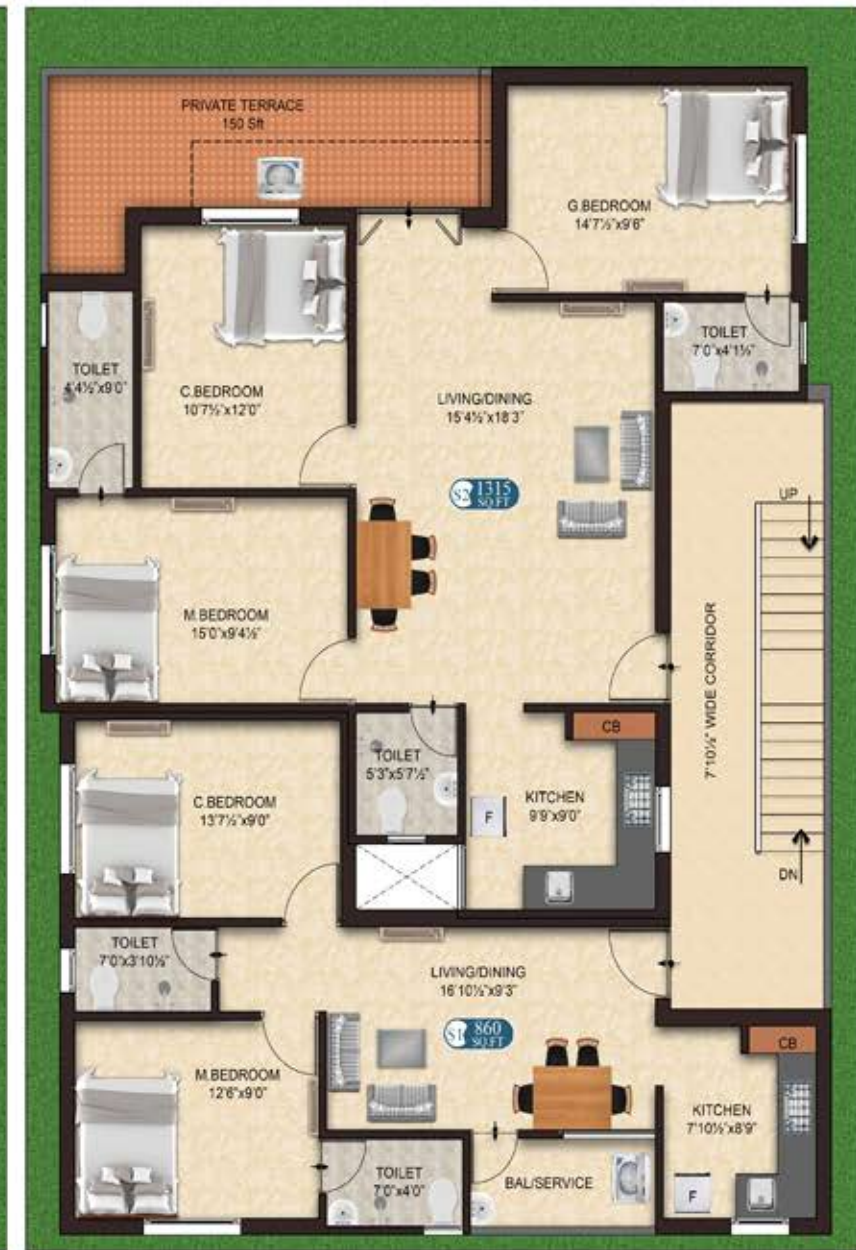 PRIVATE TERRACE
150 Sft
G.BEDROOM
14'7½"x9'6"
TOILET
7'0"x4'1½"
TOILET
4'4½"x9'0"
C.BEDROOM
10'7½"x12'0"
LIVING/DINING
15'4½"x18'3"
S2 1315
SQ.FT
UP
M.BEDROOM
15'0"x9'4½"
7'10½" WIDE CORRIDOR
CB
TOILET
5'3"x5'7½"
KITCHEN
9'9"x9'0"
F
C.BEDROOM
13'7½"x9'0"
DN
TOILET
7'0"x3'10½"
LIVING/DINING
16'10½"x9'3"
S1 860
SQ.FT
CB
M.BEDROOM
12'6"x9'0"
KITCHEN
7'10½"x8'9"
TOILET
7'0"x4'0"
BAL/SERVICE
F